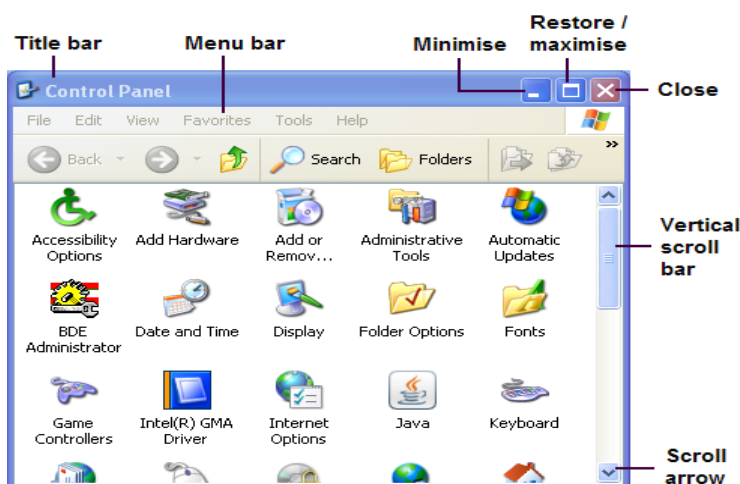 Restore /
Title bar Menu bar Minimise maximise
Control Panel
Close
File Edit View Favorites Tools Help
Back Search Folders »
Vertical
scroll
bar
Accessibility Options
Add Hardware
Add or Remov...
Administrative Tools
Automatic Updates
BDE Administrator
Date and Time
Display
Folder Options
Fonts
Game Controllers
Intel(R) GMA Driver
Internet Options
Java
Keyboard
Scroll
arrow